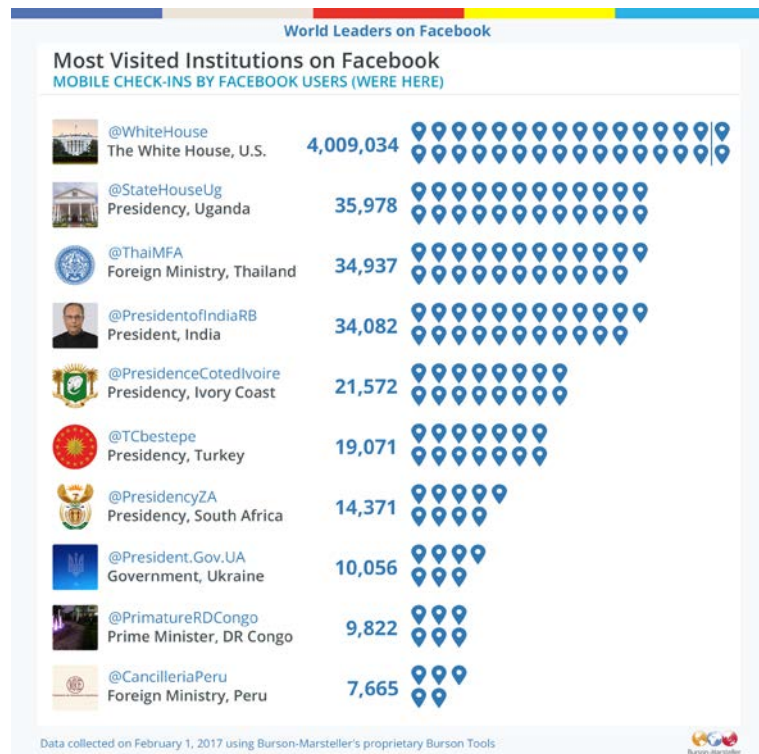 World Leaders on Facebook
Most Visited Institutions on Facebook
MOBILE CHECK-INS BY FACEBOOK USERS (WERE HERE)
@WhiteHouse
The White House, U.S.
4,009,034
@StateHouseUg
Presidency, Uganda
35,978
@ThaiMFA
Foreign Ministry, Thailand
34,937
@PresidentofIndiaRB
President, India
34,082
@PresidenceCotedIvoire
Presidency, Ivory Coast
21,572
@TCbestepe
Presidency, Turkey
19,071
@PresidencyZA
Presidency, South Africa
14,371
@President.Gov.UA
Government, Ukraine
10,056
@PrimatureRDCongo
Prime Minister, DR Congo
9,822
@CancilleriaPeru
Foreign Ministry, Peru
7,665
Data collected on February 1, 2017 using Burson-Marsteller's proprietary Burson Tools
Burson-Marsteller